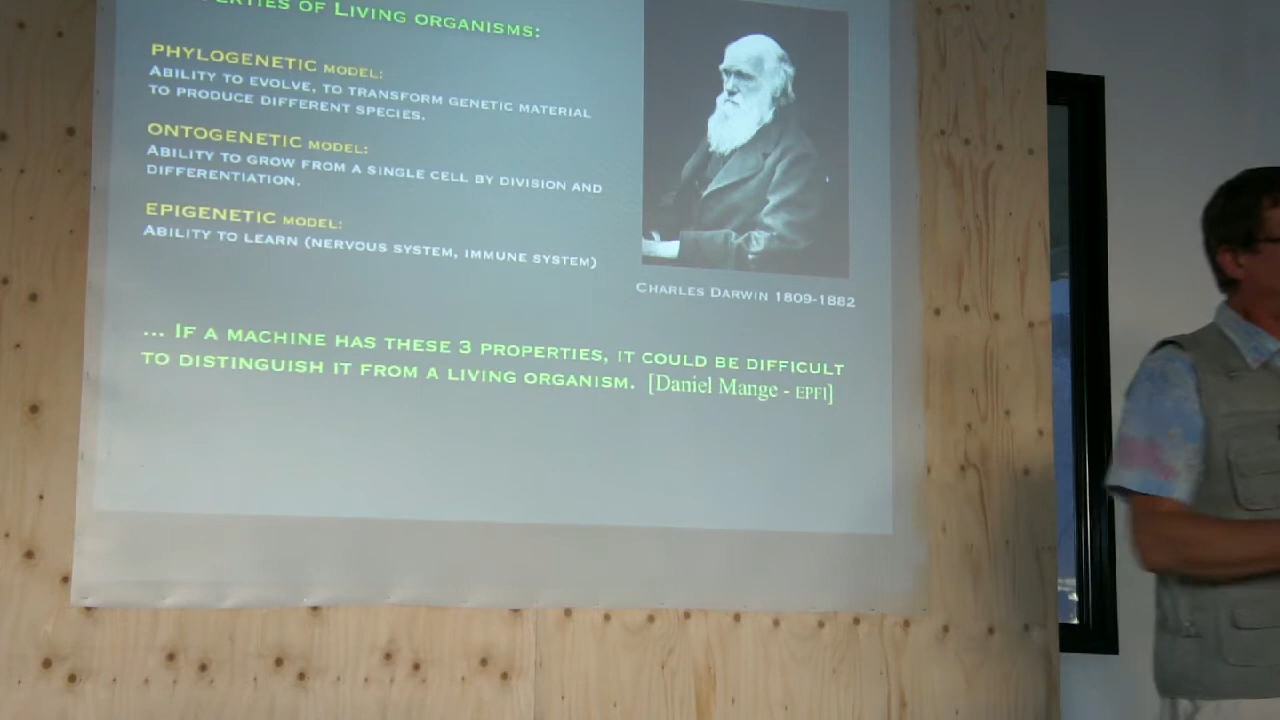 OF LIVING ORGANISMS:
PHYLOGENETIC MODEL:
ABILITY TO EVOLVE, TO TRANSFORM GENETIC MATERIAL
TO PRODUCE DIFFERENT SPECIES.
ONTOGENETIC MODEL:
ABILITY TO GROW FROM A SINGLE CELL BY DIVISION AND
DIFFERENTIATION.
EPIGENETIC MODEL:
ABILITY TO LEARN (NERVOUS SYSTEM, IMMUNE SYSTEM)
CHARLES DARWIN 1809-1882
... IF A MACHINE HAS THESE 3 PROPERTIES, IT COULD BE DIFFICULT
TO DISTINGUISH IT FROM A LIVING ORGANISM. [Daniel Mange - EPFl]